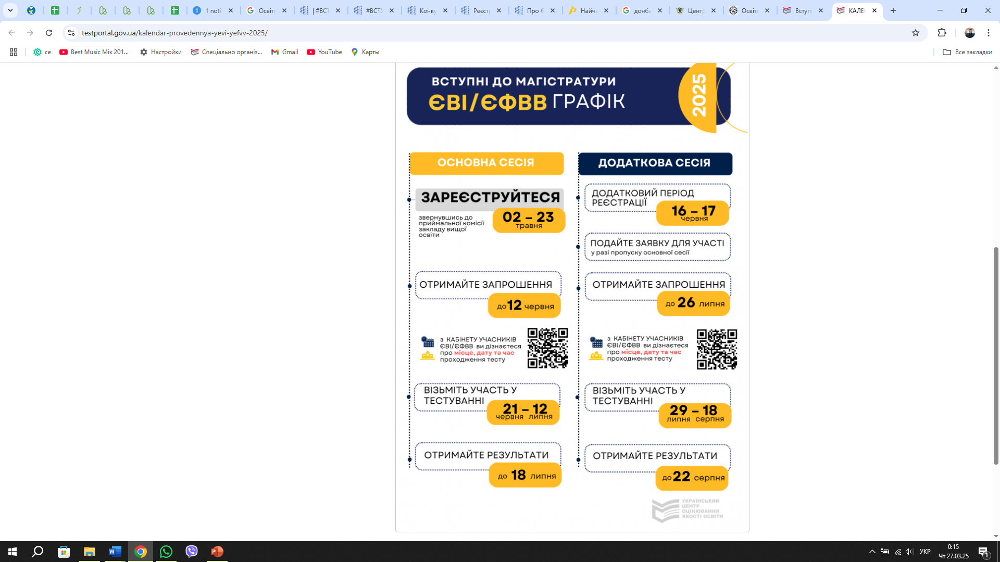 1 noti
Освіт
| #ВСТ
#ВСТУ
Конку
Реєстр
Про Є
Найча
донба
Центр
Освіт
Вступ
КАЛЕ
testportal.gov.ua/kalendar-provedennya-yevi-yefvv-2025/
ce
Best Music Mix 201...
Настройки
Спеціально організ...
Gmail
YouTube
Карты
Все закладки
ВСТУПНІ ДО МАГІСТРАТУРИ
ЄВІ/ЄФВВ ГРАФІК
2025
ОСНОВНА СЕСІЯ
ЗАРЕЄСТРУЙТЕСЯ
звернувшись до
приймальної комісії
закладу вищої
освіти
02 – 23
травня
ОТРИМАЙТЕ ЗАПРОШЕННЯ
до 12 червня
з КАБІНЕТУ УЧАСНИКІВ
ЄВІ/ЄФВВ ви дізнаєтеся
про місце, дату та час
проходження тесту
ВІЗЬМІТЬ УЧАСТЬ У
ТЕСТУВАННІ
21 – 12
червня липня
ОТРИМАЙТЕ РЕЗУЛЬТАТИ
до 18 липня
ДОДАТКОВА СЕСІЯ
ДОДАТКОВИЙ ПЕРІОД
РЕЄСТРАЦІЇ
16 – 17
червня
ПОДАЙТЕ ЗАЯВКУ ДЛЯ УЧАСТІ
у разі пропуску основної сесії
ОТРИМАЙТЕ ЗАПРОШЕННЯ
до 26 липня
з КАБІНЕТУ УЧАСНИКІВ
ЄВІ/ЄФВВ ви дізнаєтеся
про місце, дату та час
проходження тесту
ВІЗЬМІТЬ УЧАСТЬ У
ТЕСТУВАННІ
29 – 18
липня серпня
ОТРИМАЙТЕ РЕЗУЛЬТАТИ
до 22 серпня
УКРАЇНСЬКИЙ
ЦЕНТР
ОЦІНЮВАННЯ
ЯКОСТІ ОСВІТИ
УКР
0:15
Чт 27.03.25
1